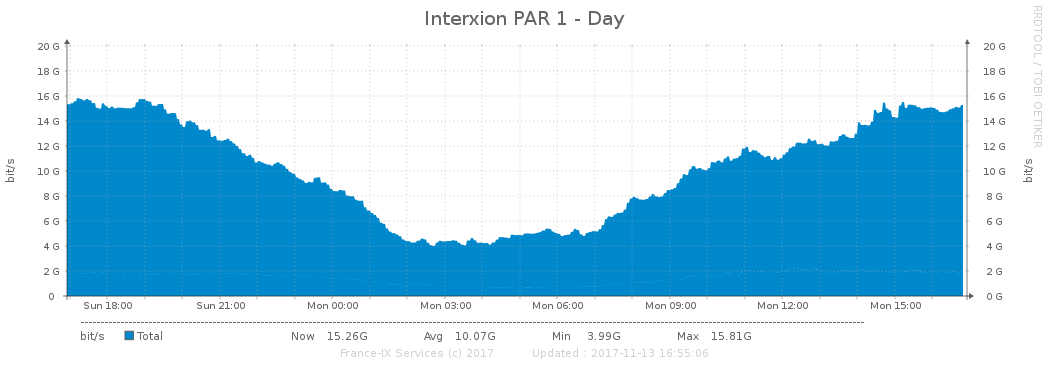 Interxion PAR 1 - Day
RRDTOOL / TOBI OETIKER
bit/s
bit/s
20 G 20 G
18 G 18 G
16 G 16 G
14 G 14 G
12 G 12 G
10 G 10 G
8 G 8 G
6 G 6 G
4 G 4 G
2 G 2 G
0 0 G
Sun 18:00 Sun 21:00 Mon 00:00 Mon 03:00 Mon 06:00 Mon 09:00 Mon 12:00 Mon 15:00
bit/s Total Now 15.26G Avg 10.07G Min 3.99G Max 15.81G
France-IX Services (c) 2017 Updated : 2017-11-13 16:55:06